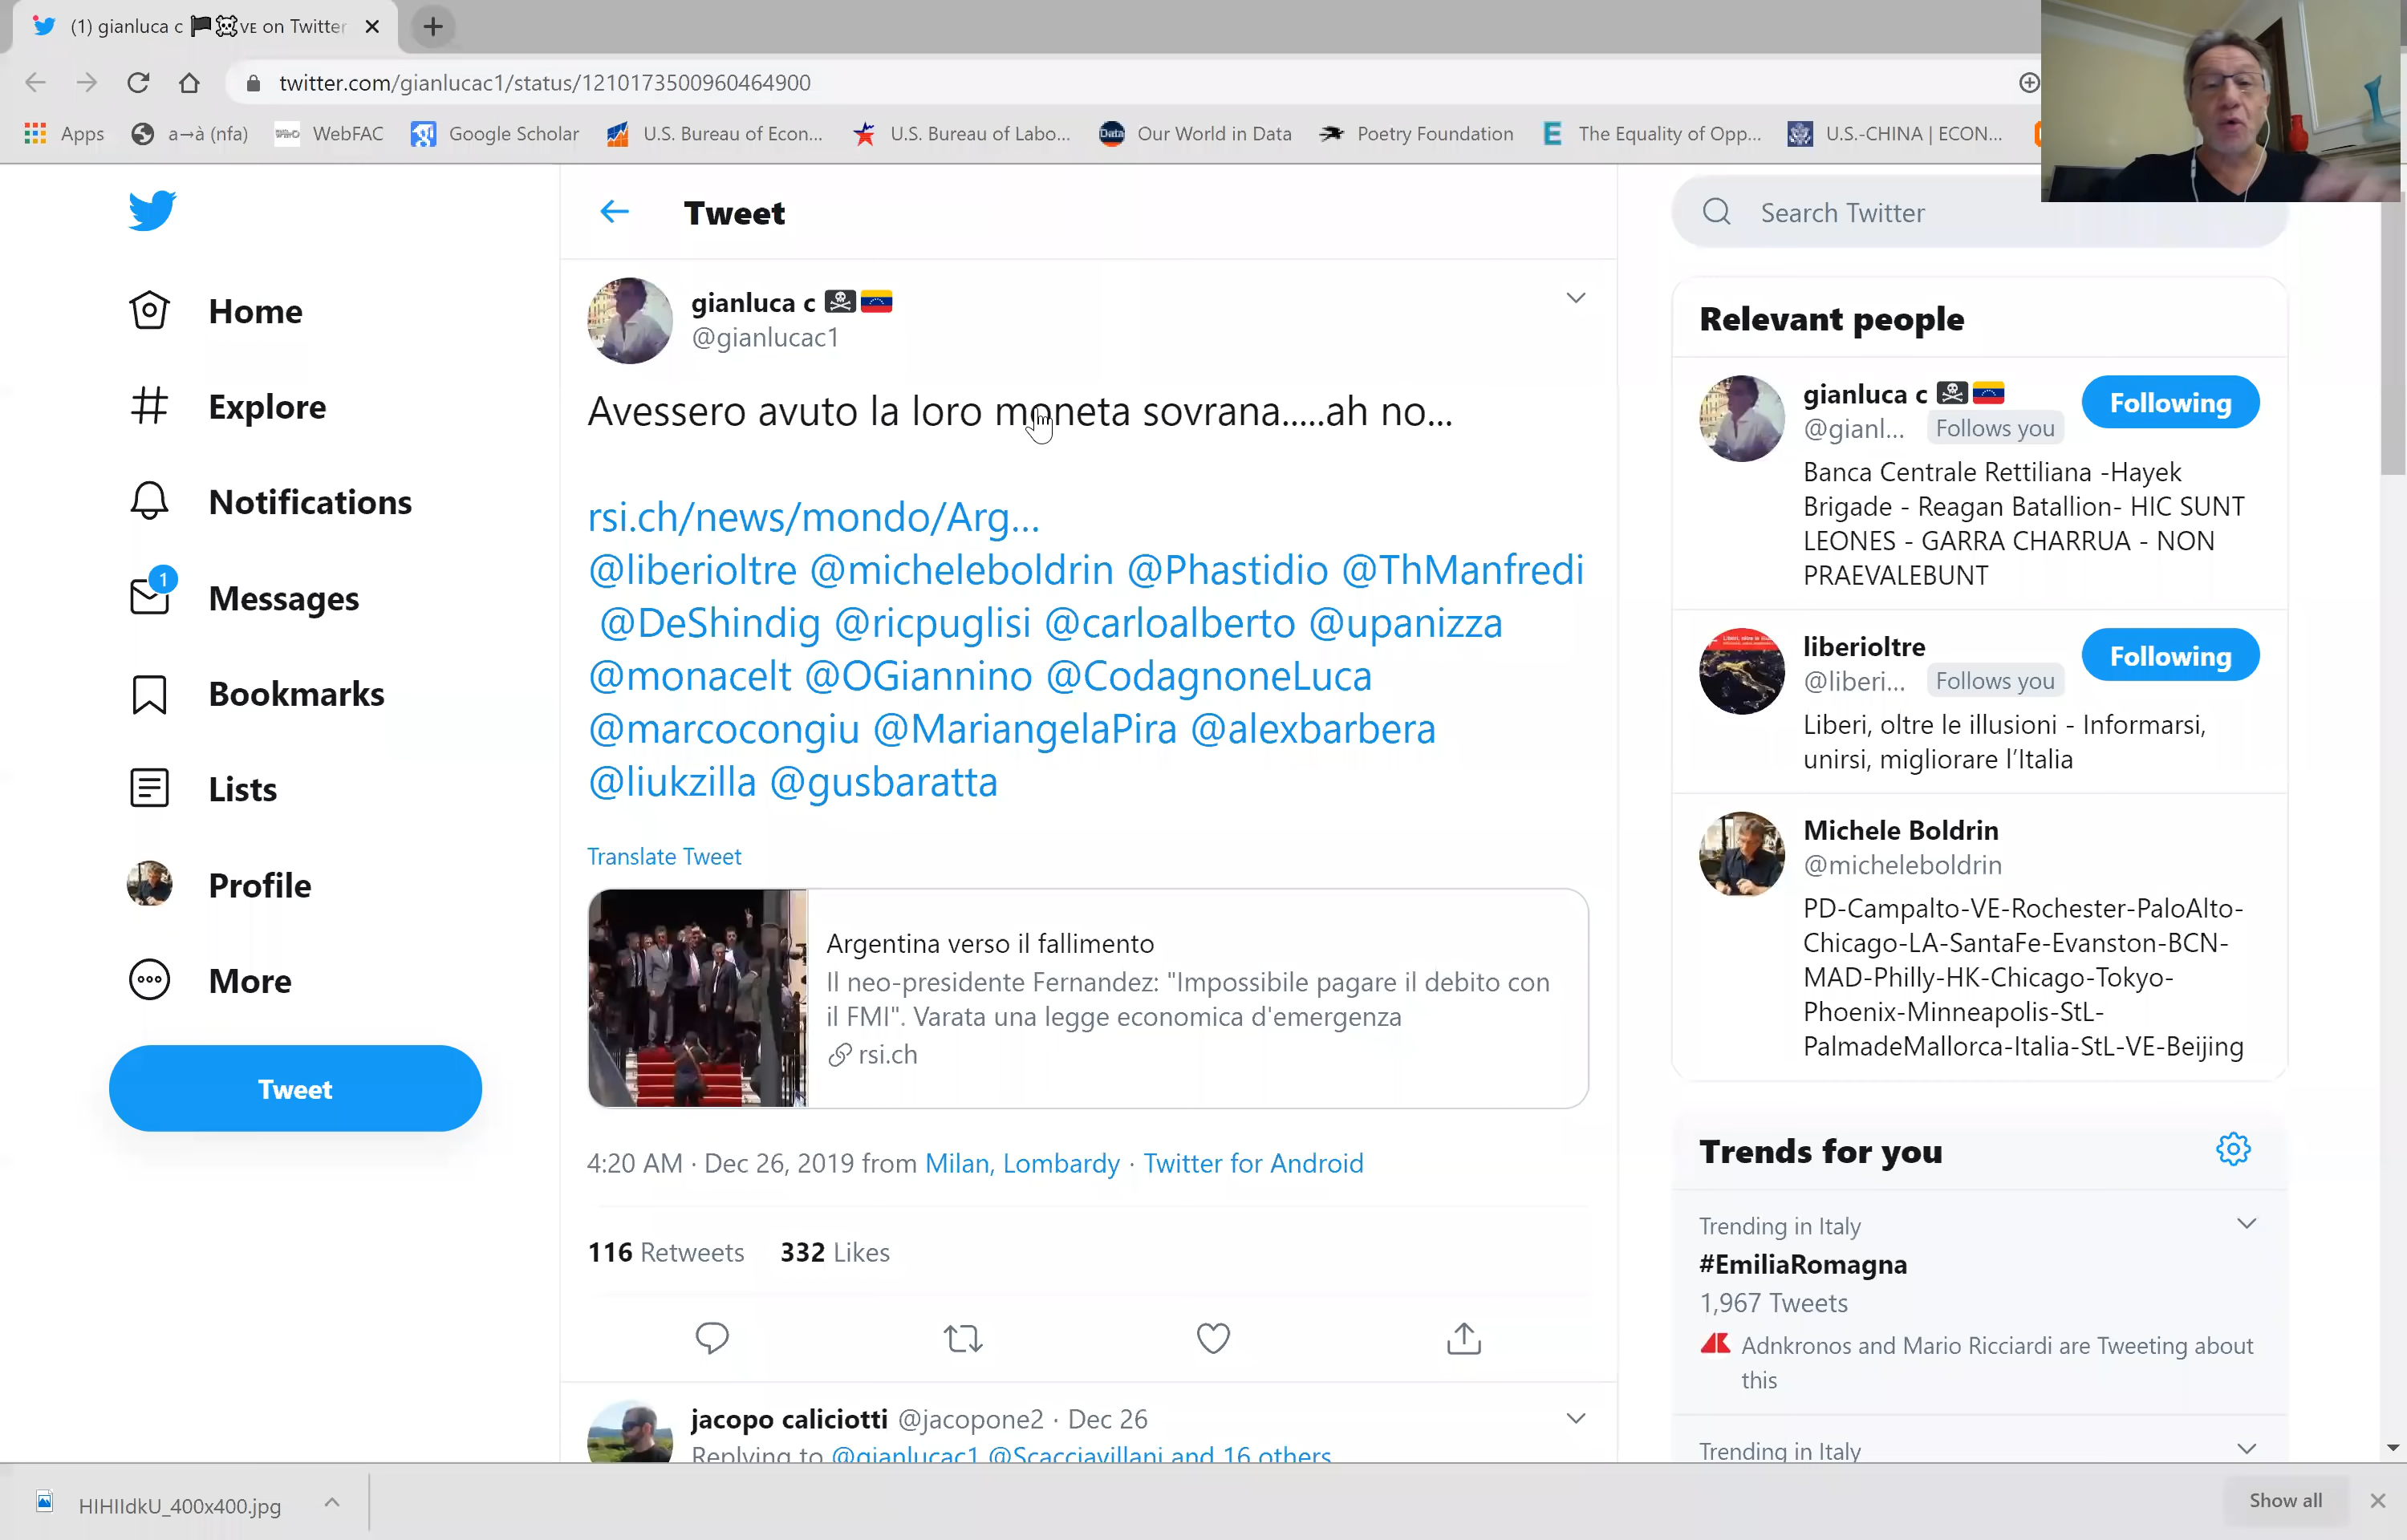 (1) gianluca c 🏴☠️VE on Twitter
twitter.com/gianlucac1/status/1210173500960464900
Apps
a→à (nfa)
WebFAC
Google Scholar
U.S. Bureau of Econ...
U.S. Bureau of Labo...
Our World in Data
Poetry Foundation
The Equality of Opp...
U.S.-CHINA | ECON...
Home
Explore
Notifications
1
Messages
Bookmarks
Lists
Profile
More
Tweet
Tweet
gianluca c
@gianlucac1
Avessero avuto la loro moneta sovrana.....ah no...
rsi.ch/news/mondo/Arg...
@liberioltre @micheleboldrin @Phastidio @ThManfredi
@DeShindig @ricpuglisi @carloalberto @upanizza
@monacelt @OGiannino @CodagnoneLuca
@marcocongiu @MariangelaPira @alexbarbera
@liukzilla @gusbaratta
Translate Tweet
Argentina verso il fallimento
Il neo-presidente Fernandez: "Impossibile pagare il debito con
il FMI". Varata una legge economica d'emergenza
rsi.ch
4:20 AM · Dec 26, 2019 from Milan, Lombardy · Twitter for Android
116 Retweets 332 Likes
jacopo caliciotti @jacopone2 · Dec 26
Replying to @gianlucac1 @Scacciavillani and 16 others
Search Twitter
Relevant people
gianluca c
Following
@gianl... Follows you
Banca Centrale Rettiliana -Hayek
Brigade - Reagan Batallion- HIC SUNT
LEONES - GARRA CHARRUA - NON
PRAEVALEBUNT
liberioltre
Following
@liberi... Follows you
Liberi, oltre le illusioni - Informarsi,
unirsi, migliorare l'Italia
Michele Boldrin
@micheleboldrin
PD-Campalto-VE-Rochester-PaloAlto-
Chicago-LA-SantaFe-Evanston-BCN-
MAD-Philly-HK-Chicago-Tokyo-
Phoenix-Minneapolis-StL-
PalmadeMallorca-Italia-StL-VE-Beijing
Trends for you
Trending in Italy
#EmiliaRomagna
1,967 Tweets
Adnkronos and Mario Ricciardi are Tweeting about
this
Trending in Italy
HIHIIdkU_400x400.jpg
Show all